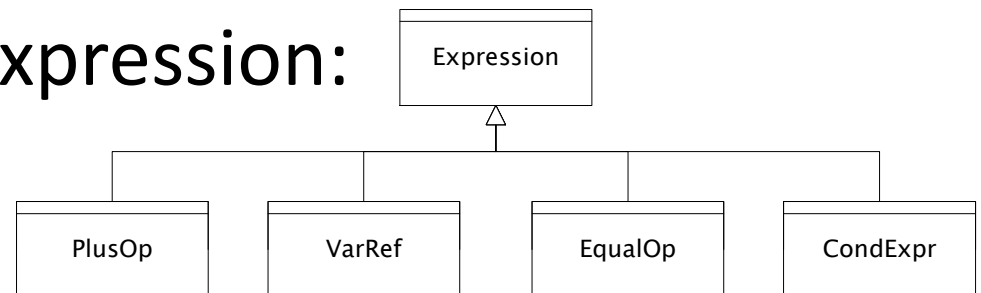 xpression:
Expression
PlusOp
VarRef
EqualOp
CondExpr